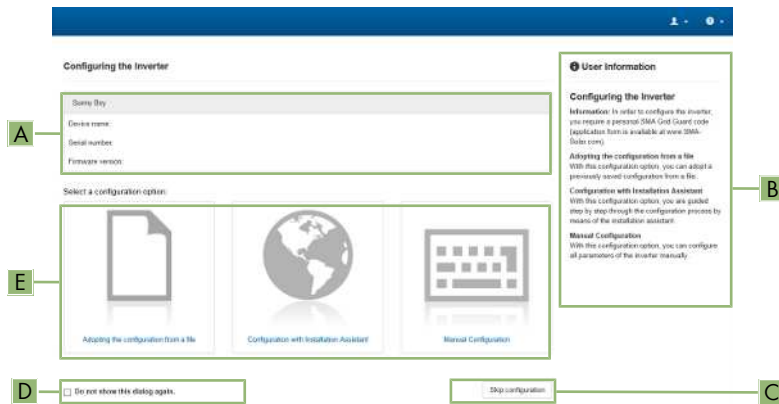 Configuring the Inverter
Sunny Boy
Device name:
Serial number:
Firmware version:
Select a configuration option:
Adopting the configuration from a file
Configuration with Installation Assistant
Manual Configuration
Do not show this dialog again.
Skip configuration
User Information
Configuring the Inverter
Information: In order to configure the inverter,
you require a personal SMA Grid Guard code
(application form is available at www.SMA-
Solar.com).
Adopting the configuration from a file
With this configuration option, you can adopt a
previously saved configuration from a file.
Configuration with Installation Assistant
With this configuration option, you are guided
step by step through the configuration process by
means of the installation assistant.
Manual Configuration
With this configuration option, you can configure
all parameters of the inverter manually
A
B
C
D
E